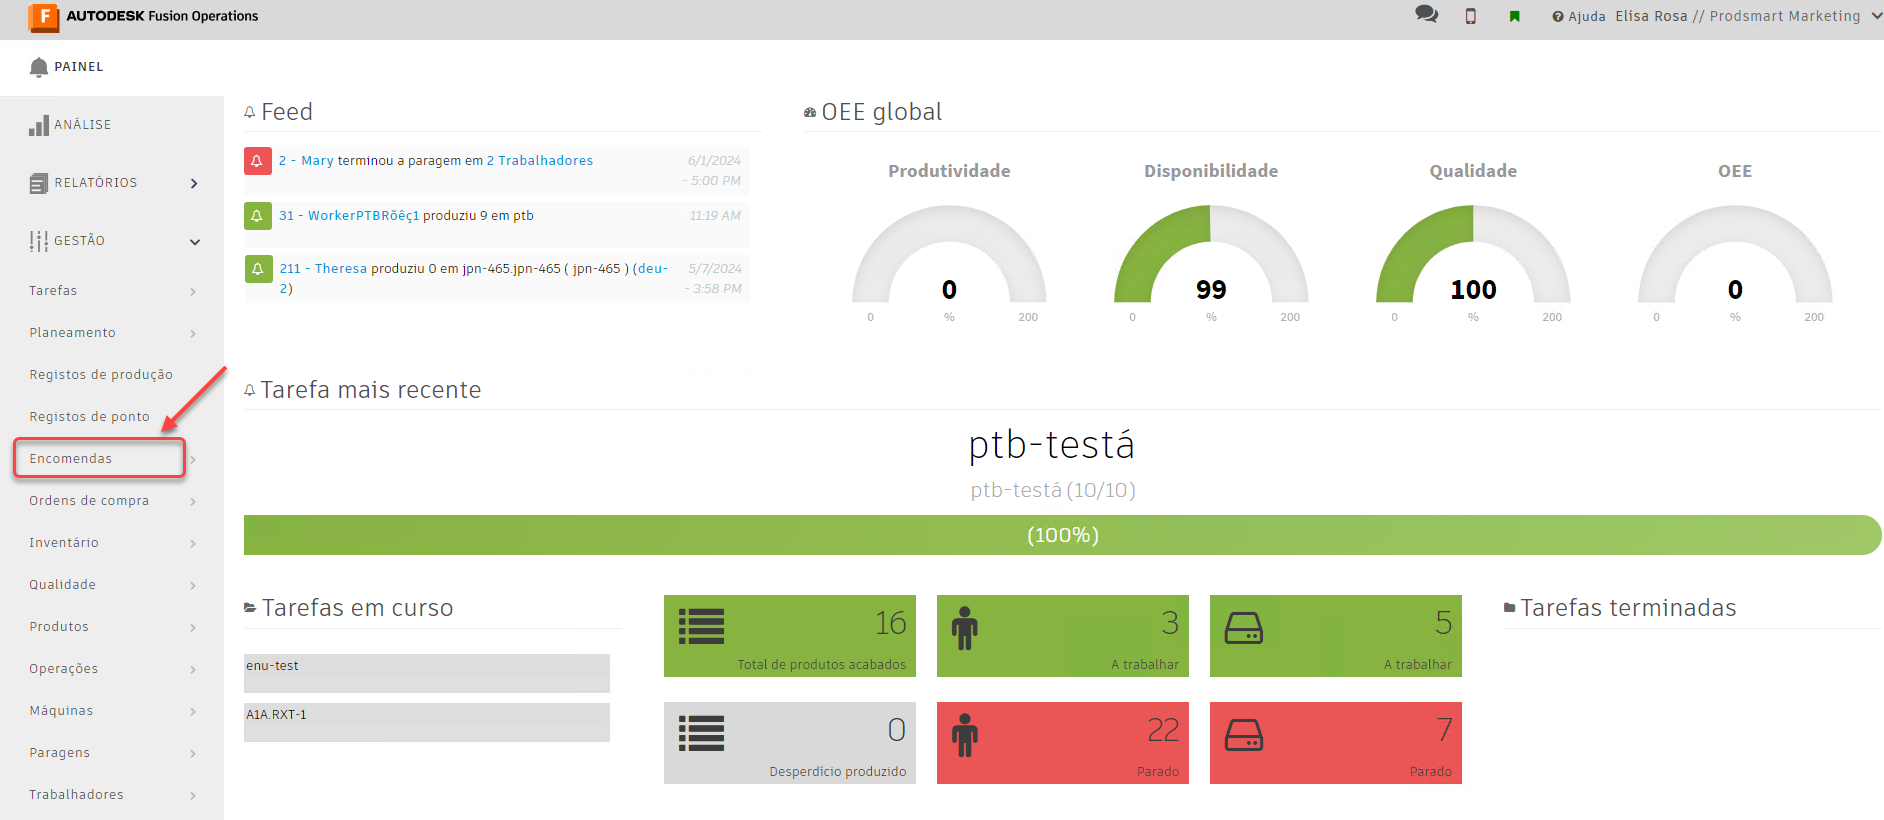 AUTODESK Fusion Operations
Ajuda Elisa Rosa // Prodsmart Marketing
PAINEL
ANÁLISE
RELATÓRIOS
GESTÃO
Tarefas
Planeamento
Registos de produção
Registos de ponto
Encomendas
Ordens de compra
Inventário
Qualidade
Produtos
Operações
Máquinas
Paragens
Trabalhadores
Feed
2 - Mary terminou a paragem em 2 Trabalhadores
6/1/2024
- 5:00 PM
31 - WorkerPTBRõêç1 produziu 9 em ptb
11:19 AM
211 - Theresa produziu 0 em jpn-465.jpn-465 ( jpn-465 ) (deu-
2)
5/7/2024
- 3:58 PM
OEE global
Produtividade
0
0 % 200
Disponibilidade
99
0 % 200
Qualidade
100
0 % 200
OEE
0
0 % 200
Tarefa mais recente
ptb-testá
ptb-testá (10/10)
(100%)
Tarefas em curso
enu-test
A1A.RXT-1
16
Total de produtos acabados
3
A trabalhar
5
A trabalhar
0
Desperdício produzido
22
Parado
7
Parado
Tarefas terminadas